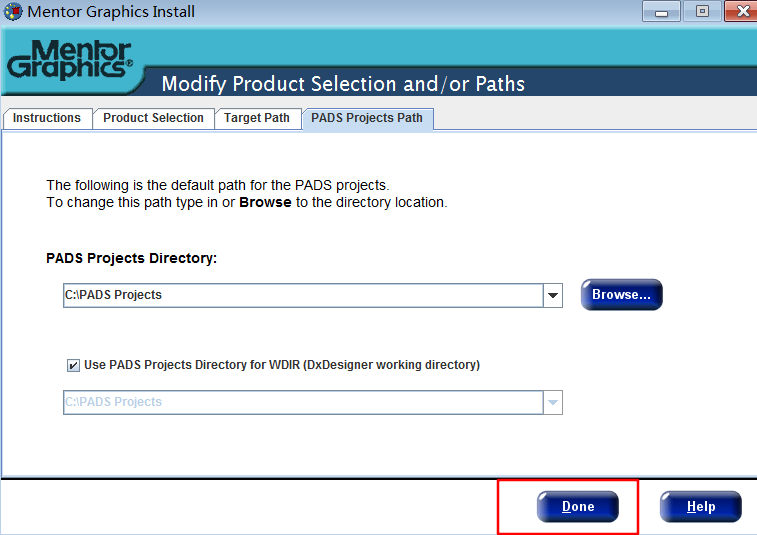 Mentor Graphics Install
Mentor
Graphics®
Modify Product Selection and/or Paths
Instructions
Product Selection
Target Path
PADS Projects Path
The following is the default path for the PADS projects.
To change this path type in or Browse to the directory location.
PADS Projects Directory:
C:\PADS Projects
Browse...
Use PADS Projects Directory for WDIR (DxDesigner working directory)
C:\PADS Projects
Done
Help